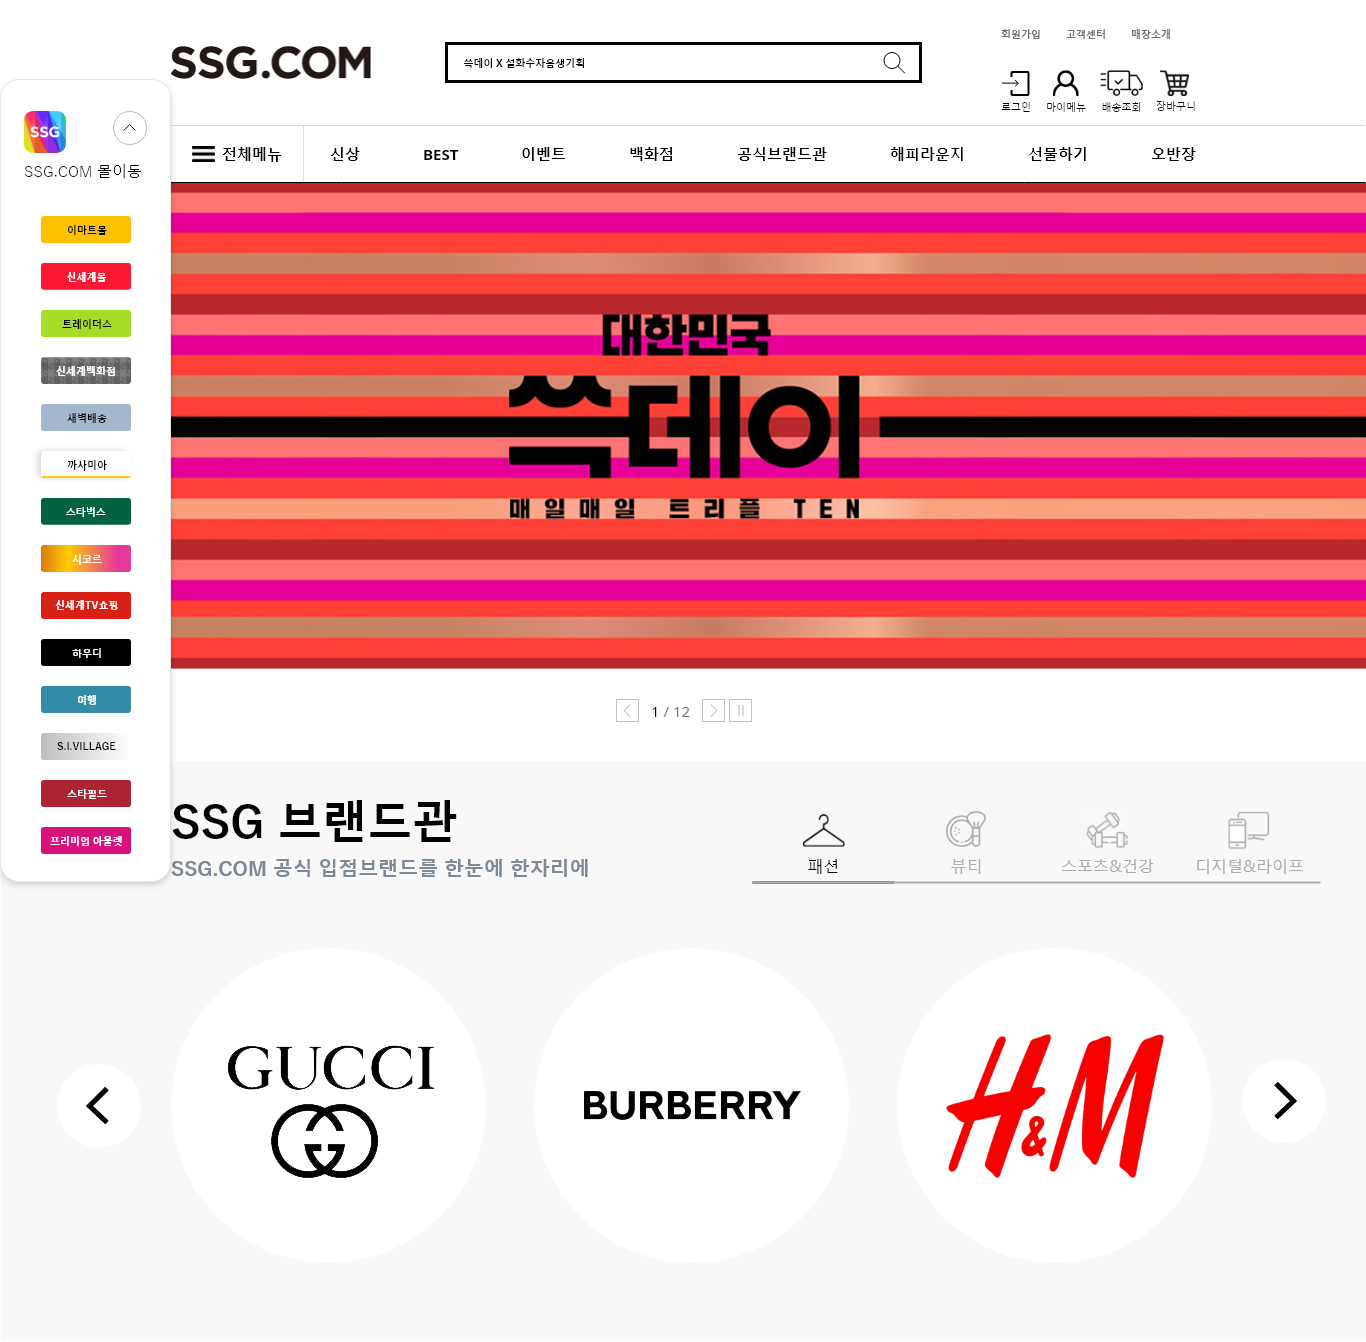 회원가입 고객센터 매장소개
SSG.COM
쓱데이 X 설화수자음생기획
로그인 마이메뉴 배송조회 장바구니
전체메뉴 신상 BEST 이벤트 백화점 공식브랜드관 해피라운지 선물하기 오반장
SSG
SSG.COM 몰이동
이마트몰
신세계몰
트레이더스
신세계백화점
새벽배송
까사미아
스타벅스
시코르
신세계TV쇼핑
하우디
여행
S.I.VILLAGE
스타필드
프리미엄 아울렛
대한민국
쓱데이
매일매일 트리플 TEN
1 / 12
SSG 브랜드관
SSG.COM 공식 입점브랜드를 한눈에 한자리에
패션 뷰티 스포츠&건강 디지털&라이프
GUCCI
BURBERRY
H&M